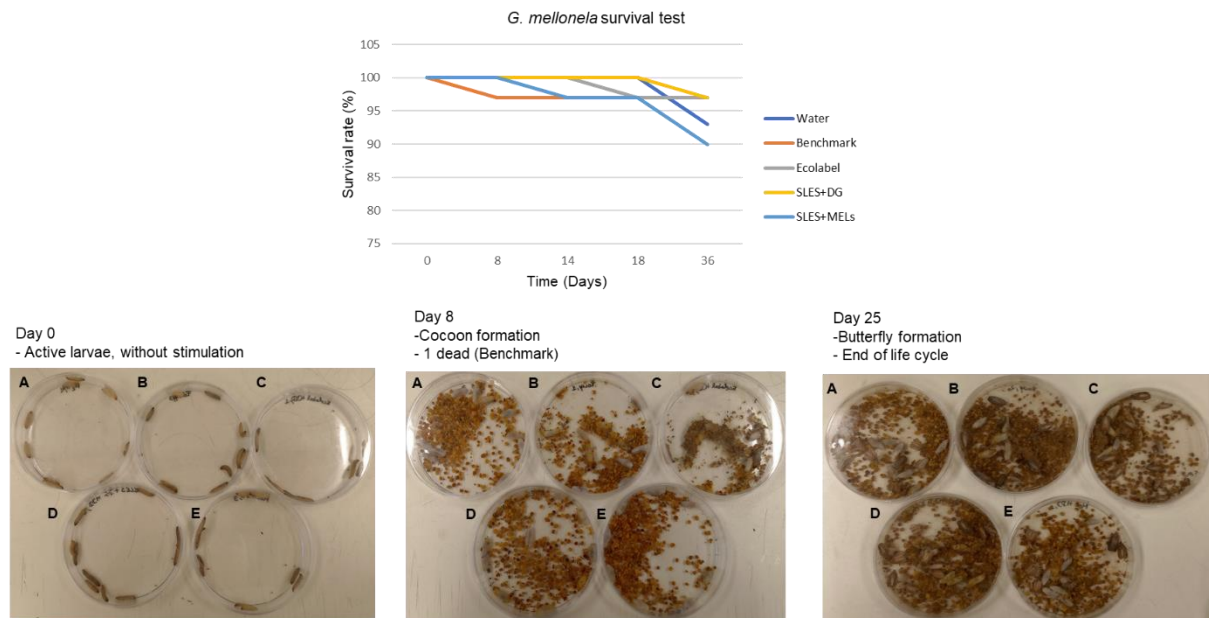 G. mellonela survival test
105
100
95
90
85
80
75
Survival rate (%)
0 8 14 18 36
Time (Days)
Water
Benchmark
Ecolabel
SLES+DG
SLES+MELs
Day 0
- Active larvae, without stimulation
A B C
D E
Day 8
-Cocoon formation
- 1 dead (Benchmark)
A B C
D E
Day 25
-Butterfly formation
- End of life cycle
A B C
D E